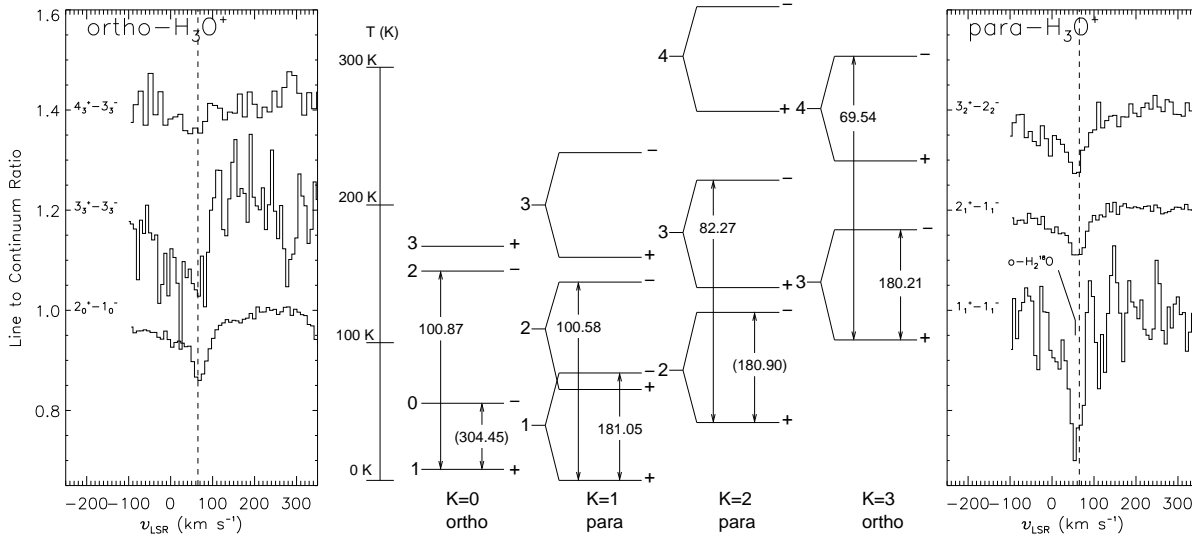 ortho-H₃O⁺
Line to Continuum Ratio
1.6
1.4
1.2
1.0
0.8
4₃⁺-3₃⁻
3₃⁺-3₃⁻
2₀⁺-1₀⁻
-200 -100 0 100 200 300
v_LSR (km s⁻¹)
T (K)
300 K
200 K
100 K
0 K
3 +
2 -
100.87
0 -
(304.45)
1 +
K=0
ortho
-
3
+
-
2
100.58
-
+
1
181.05
+
K=1
para
-
4
+
-
3
82.27
+
-
2
(180.90)
+
K=2
para
-
4
69.54
+
-
3
180.21
+
K=3
ortho
para-H₃O⁺
3₂⁺-2₂⁻
2₁⁺-1₁⁻
o-H₂¹⁸O
1₁⁺-1₁⁻
-200 -100 0 100 200 300
v_LSR (km s⁻¹)